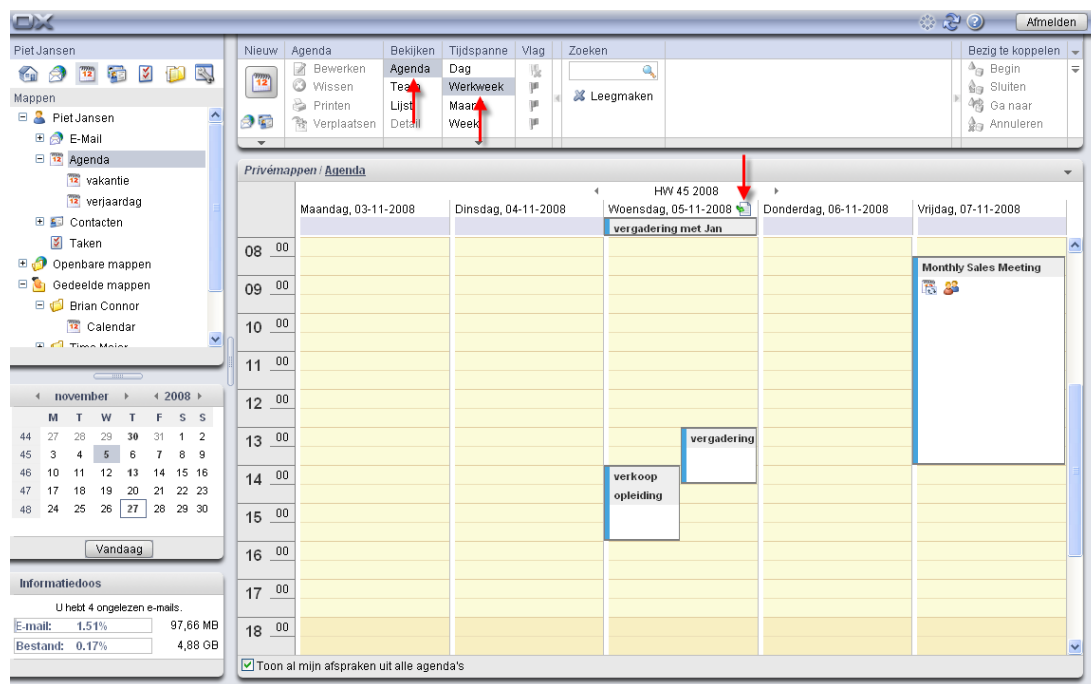 OX
Afmelden
Piet Jansen
Mappen
Piet Jansen
E-Mail
Agenda
vakantie
verjaardag
Contacten
Taken
Openbare mappen
Gedeelde mappen
Brian Connor
Calendar
november 2008
M T W T F S S
44 27 28 29 30 31 1 2
45 3 4 5 6 7 8 9
46 10 11 12 13 14 15 16
47 17 18 19 20 21 22 23
48 24 25 26 27 28 29 30
Vandaag
Informatiedoos
U hebt 4 ongelezen e-mails.
E-mail: 1.51% 97,66 MB
Bestand: 0.17% 4,88 GB
Nieuw Agenda Bekijken Tijdspanne Vlag Zoeken Bezig te koppelen
Bewerken Agenda Dag Begin
Wissen Team Werkweek Sluiten
Printen Lijst Maand Leegmaken Ga naar
Verplaatsen Detail Week Annuleren
Privémappen / Agenda
HW 45 2008
Maandag, 03-11-2008 Dinsdag, 04-11-2008 Woensdag, 05-11-2008 Donderdag, 06-11-2008 Vrijdag, 07-11-2008
vergadering met Jan
08 00
Monthly Sales Meeting
09 00
10 00
11 00
12 00
13 00
vergadering
14 00
verkoop
opleiding
15 00
16 00
17 00
18 00
Toon al mijn afspraken uit alle agenda's